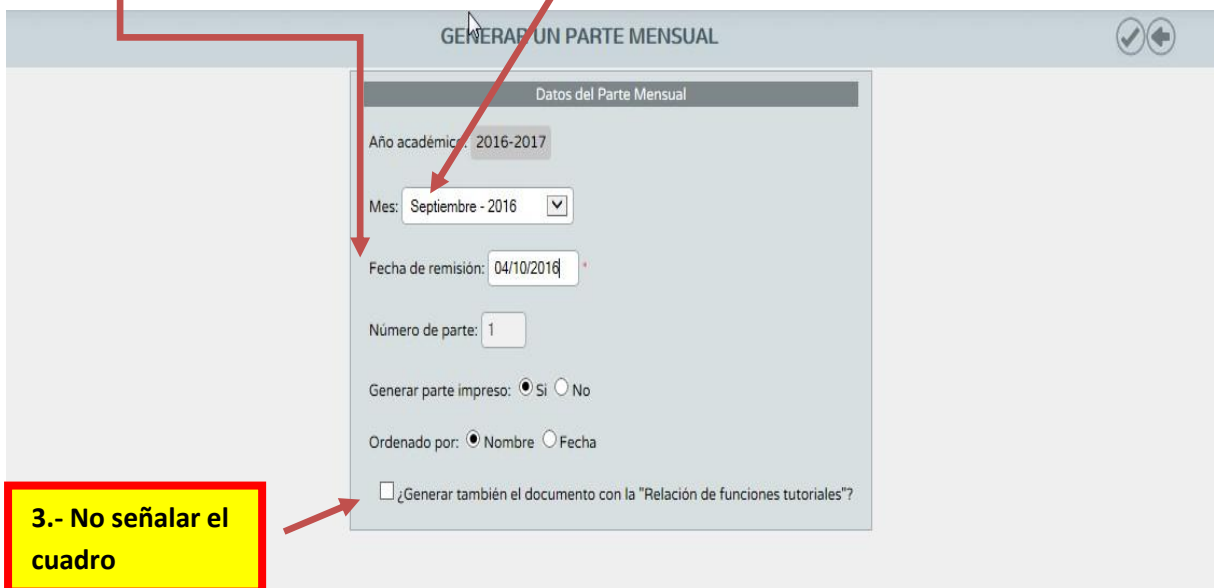 GENERAR UN PARTE MENSUAL
Datos del Parte Mensual
Año académico: 2016-2017
Mes: Septiembre - 2016
Fecha de remisión: 04/10/2016 *
Número de parte: 1
Generar parte impreso: Si No
Ordenado por: Nombre Fecha
¿Generar también el documento con la "Relación de funciones tutoriales"?
3.- No señalar el
cuadro